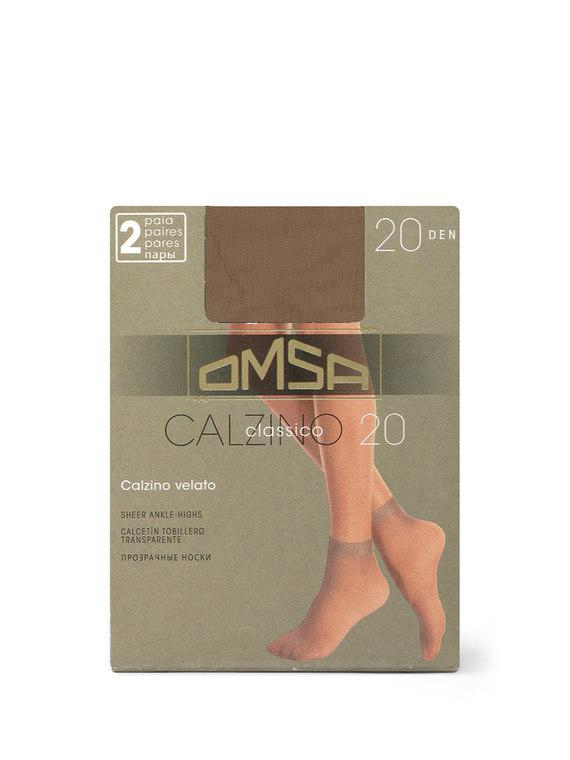 2
paia
paires
pares
пары
20 DEN
OMSA
CALZINO 20
classico
Calzino velato
SHEER ANKLE-HIGHS
CALCETÍN TOBILLERO
TRANSPARENTE
ПРОЗРАЧНЫЕ НОСКИ